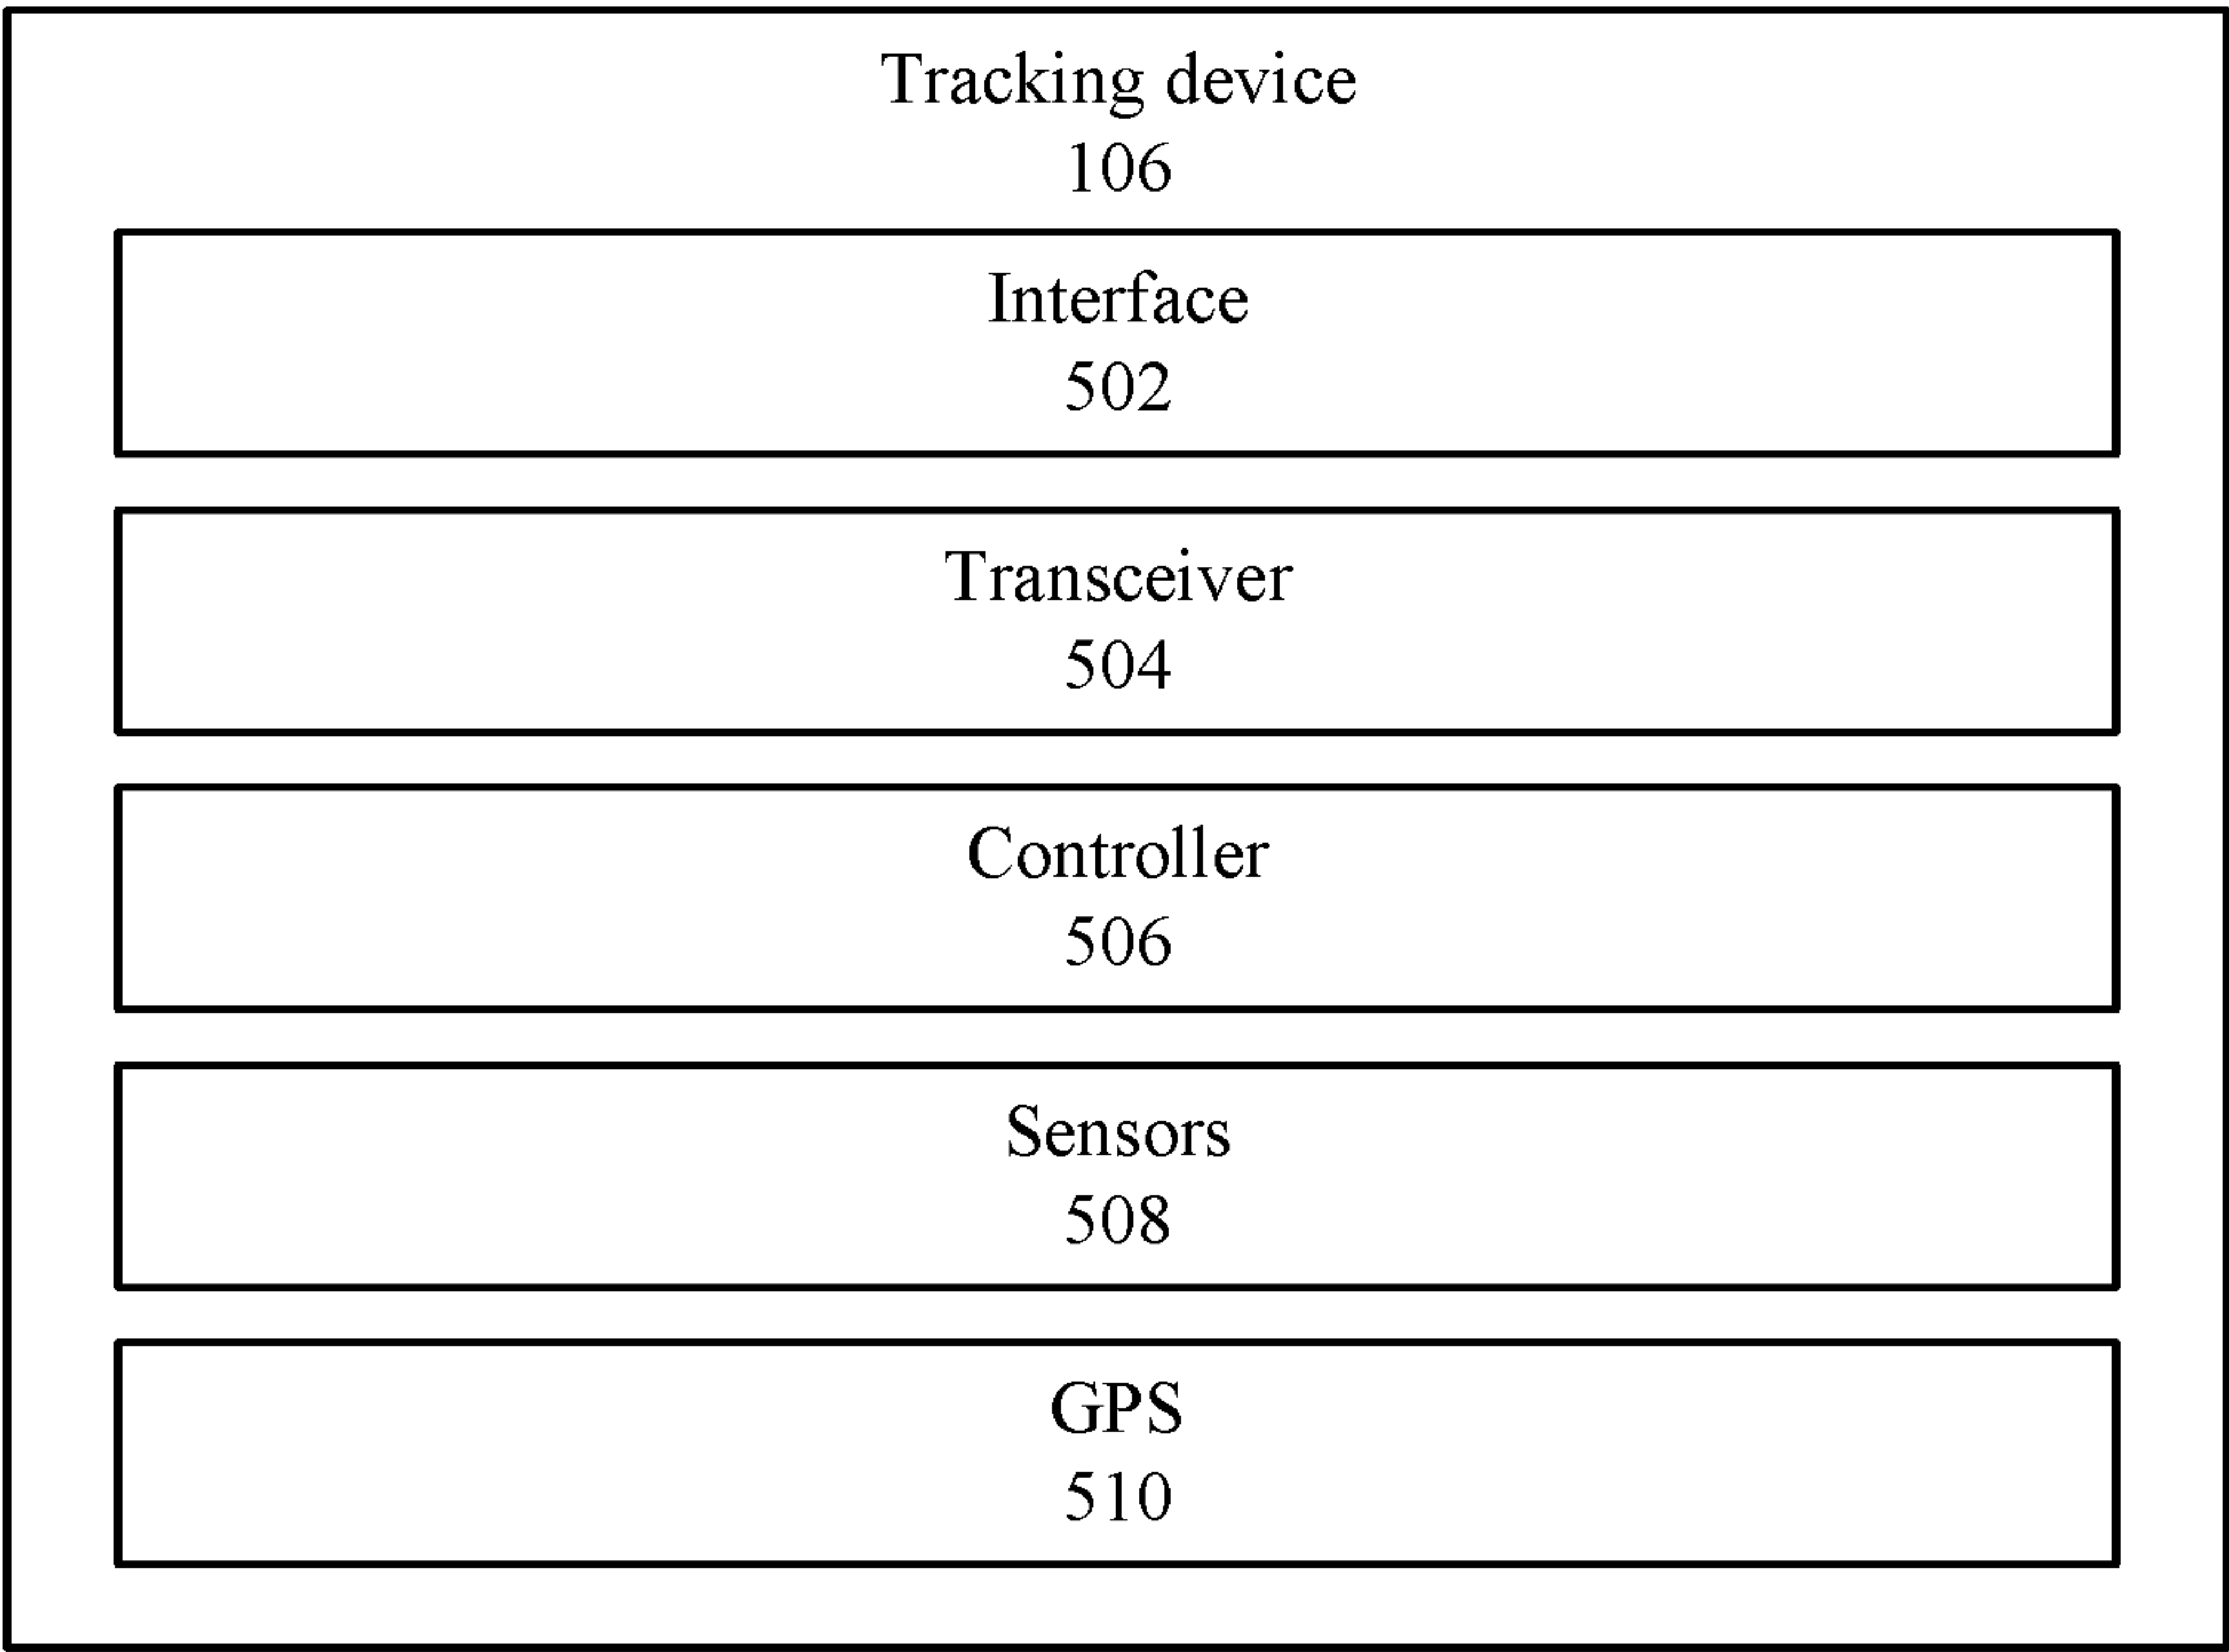 Tracking device
106
Interface
502
Transceiver
504
Controller
506
Sensors
508
GPS
510